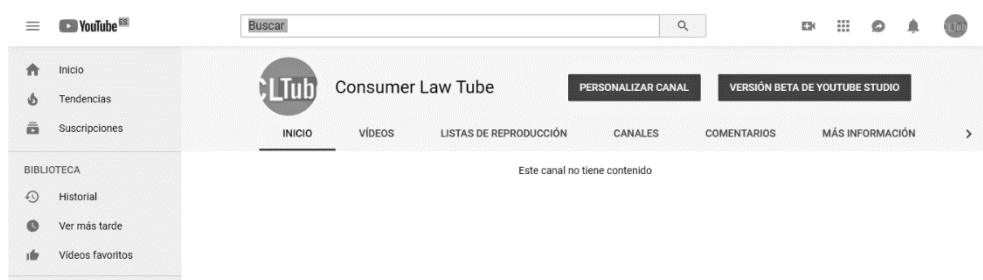 YouTube ES
Buscar
CLTub
Inicio
Tendencias
Suscripciones
BIBLIOTECA
Historial
Ver más tarde
Vídeos favoritos
CLTub
Consumer Law Tube
PERSONALIZAR CANAL
VERSIÓN BETA DE YOUTUBE STUDIO
INICIO VÍDEOS LISTAS DE REPRODUCCIÓN CANALES COMENTARIOS MÁS INFORMACIÓN
Este canal no tiene contenido